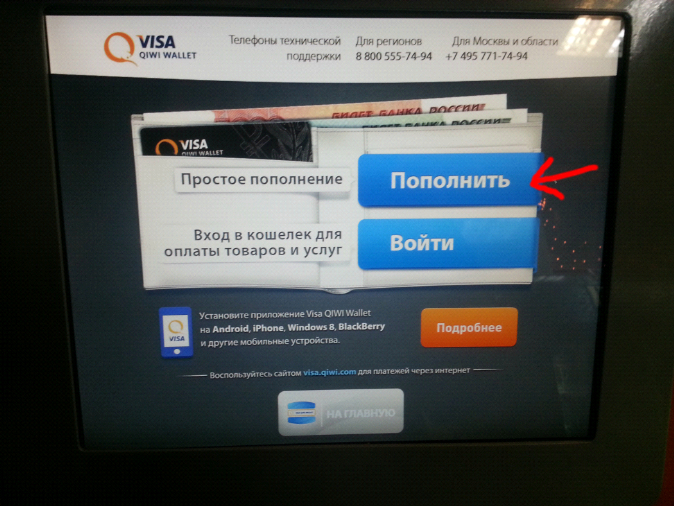 VISA
QIWI WALLET
Телефоны технической поддержки
Для регионов
8 800 555-74-94
Для Москвы и области
+7 495 771-74-94
БИЛЕТ БАНКА РОССИИ
БИЛЕТ БАНКА РОССИИ
VISA
QIWI WALLET
Простое пополнение
Пополнить
Вход в кошелек для
оплаты товаров и услуг
Войти
VISA
Установите приложение Visa QIWI Wallet
на Android, iPhone, Windows 8, BlackBerry
и другие мобильные устройства.
Подробнее
Воспользуйтесь сайтом visa.qiwi.com для платежей через интернет
НА ГЛАВНУЮ